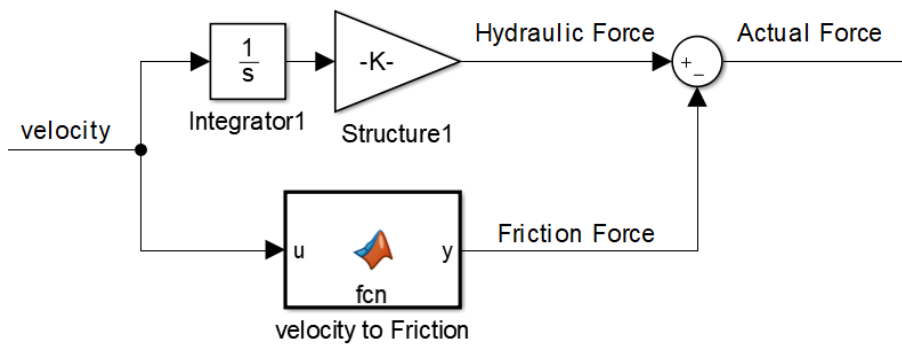 Hydraulic Force
Actual Force
1
s
-K-
+
_
Integrator1
Structure1
velocity
Friction Force
u
y
fcn
velocity to Friction